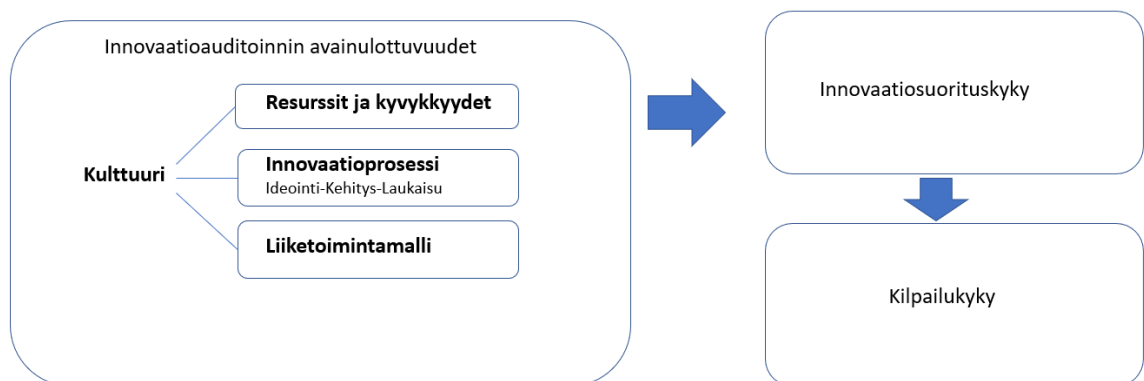 Innovaatioauditoinnin avainulottuvuudet
Resurssit ja kyvykkyydet
Kulttuuri
Innovaatioprosessi
Ideointi-Kehitys-Laukaisu
Liiketoimintamalli
Innovaatiosuorituskyky
Kilpailukyky